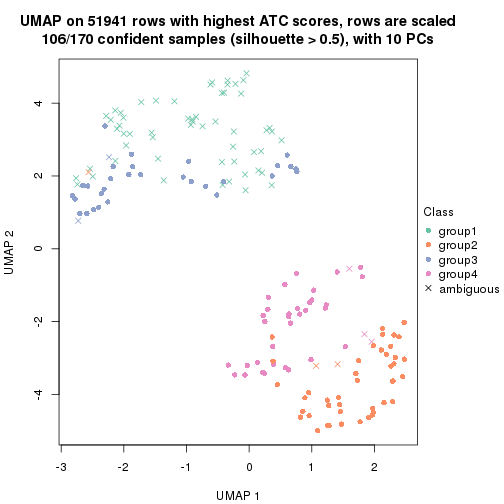 UMAP on 51941 rows with highest ATC scores, rows are scaled
106/170 confident samples (silhouette > 0.5), with 10 PCs
4
2
0
-2
-4
UMAP 2
-3
-2
-1
0
1
2
UMAP 1
Class
group1
group2
group3
group4
ambiguous